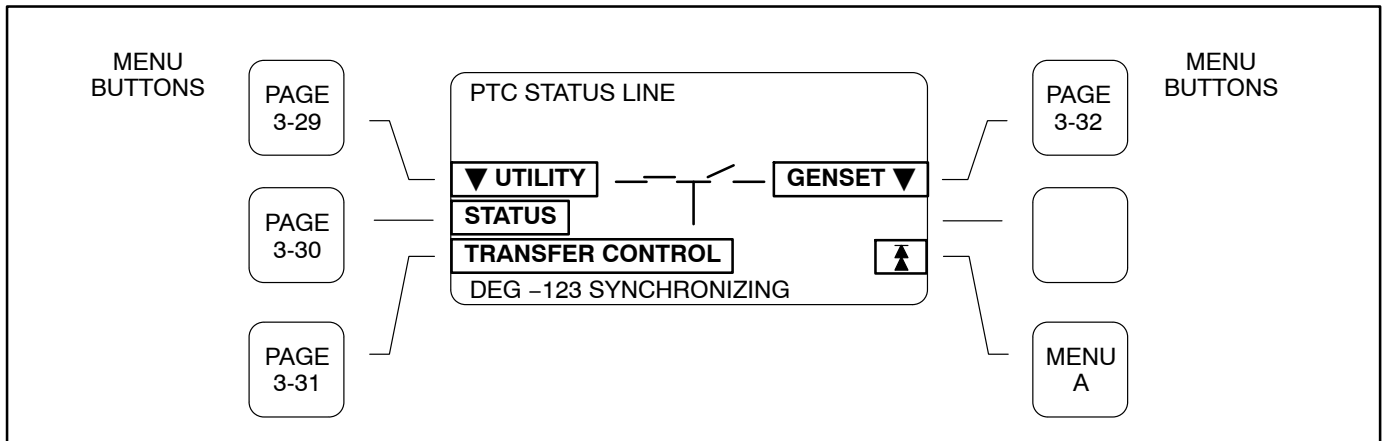 MENU
BUTTONS
PAGE
3-29
PAGE
3-30
PAGE
3-31
PTC STATUS LINE
▼ UTILITY
GENSET ▼
STATUS
TRANSFER CONTROL
DEG –123 SYNCHRONIZING
MENU
BUTTONS
PAGE
3-32
MENU
A